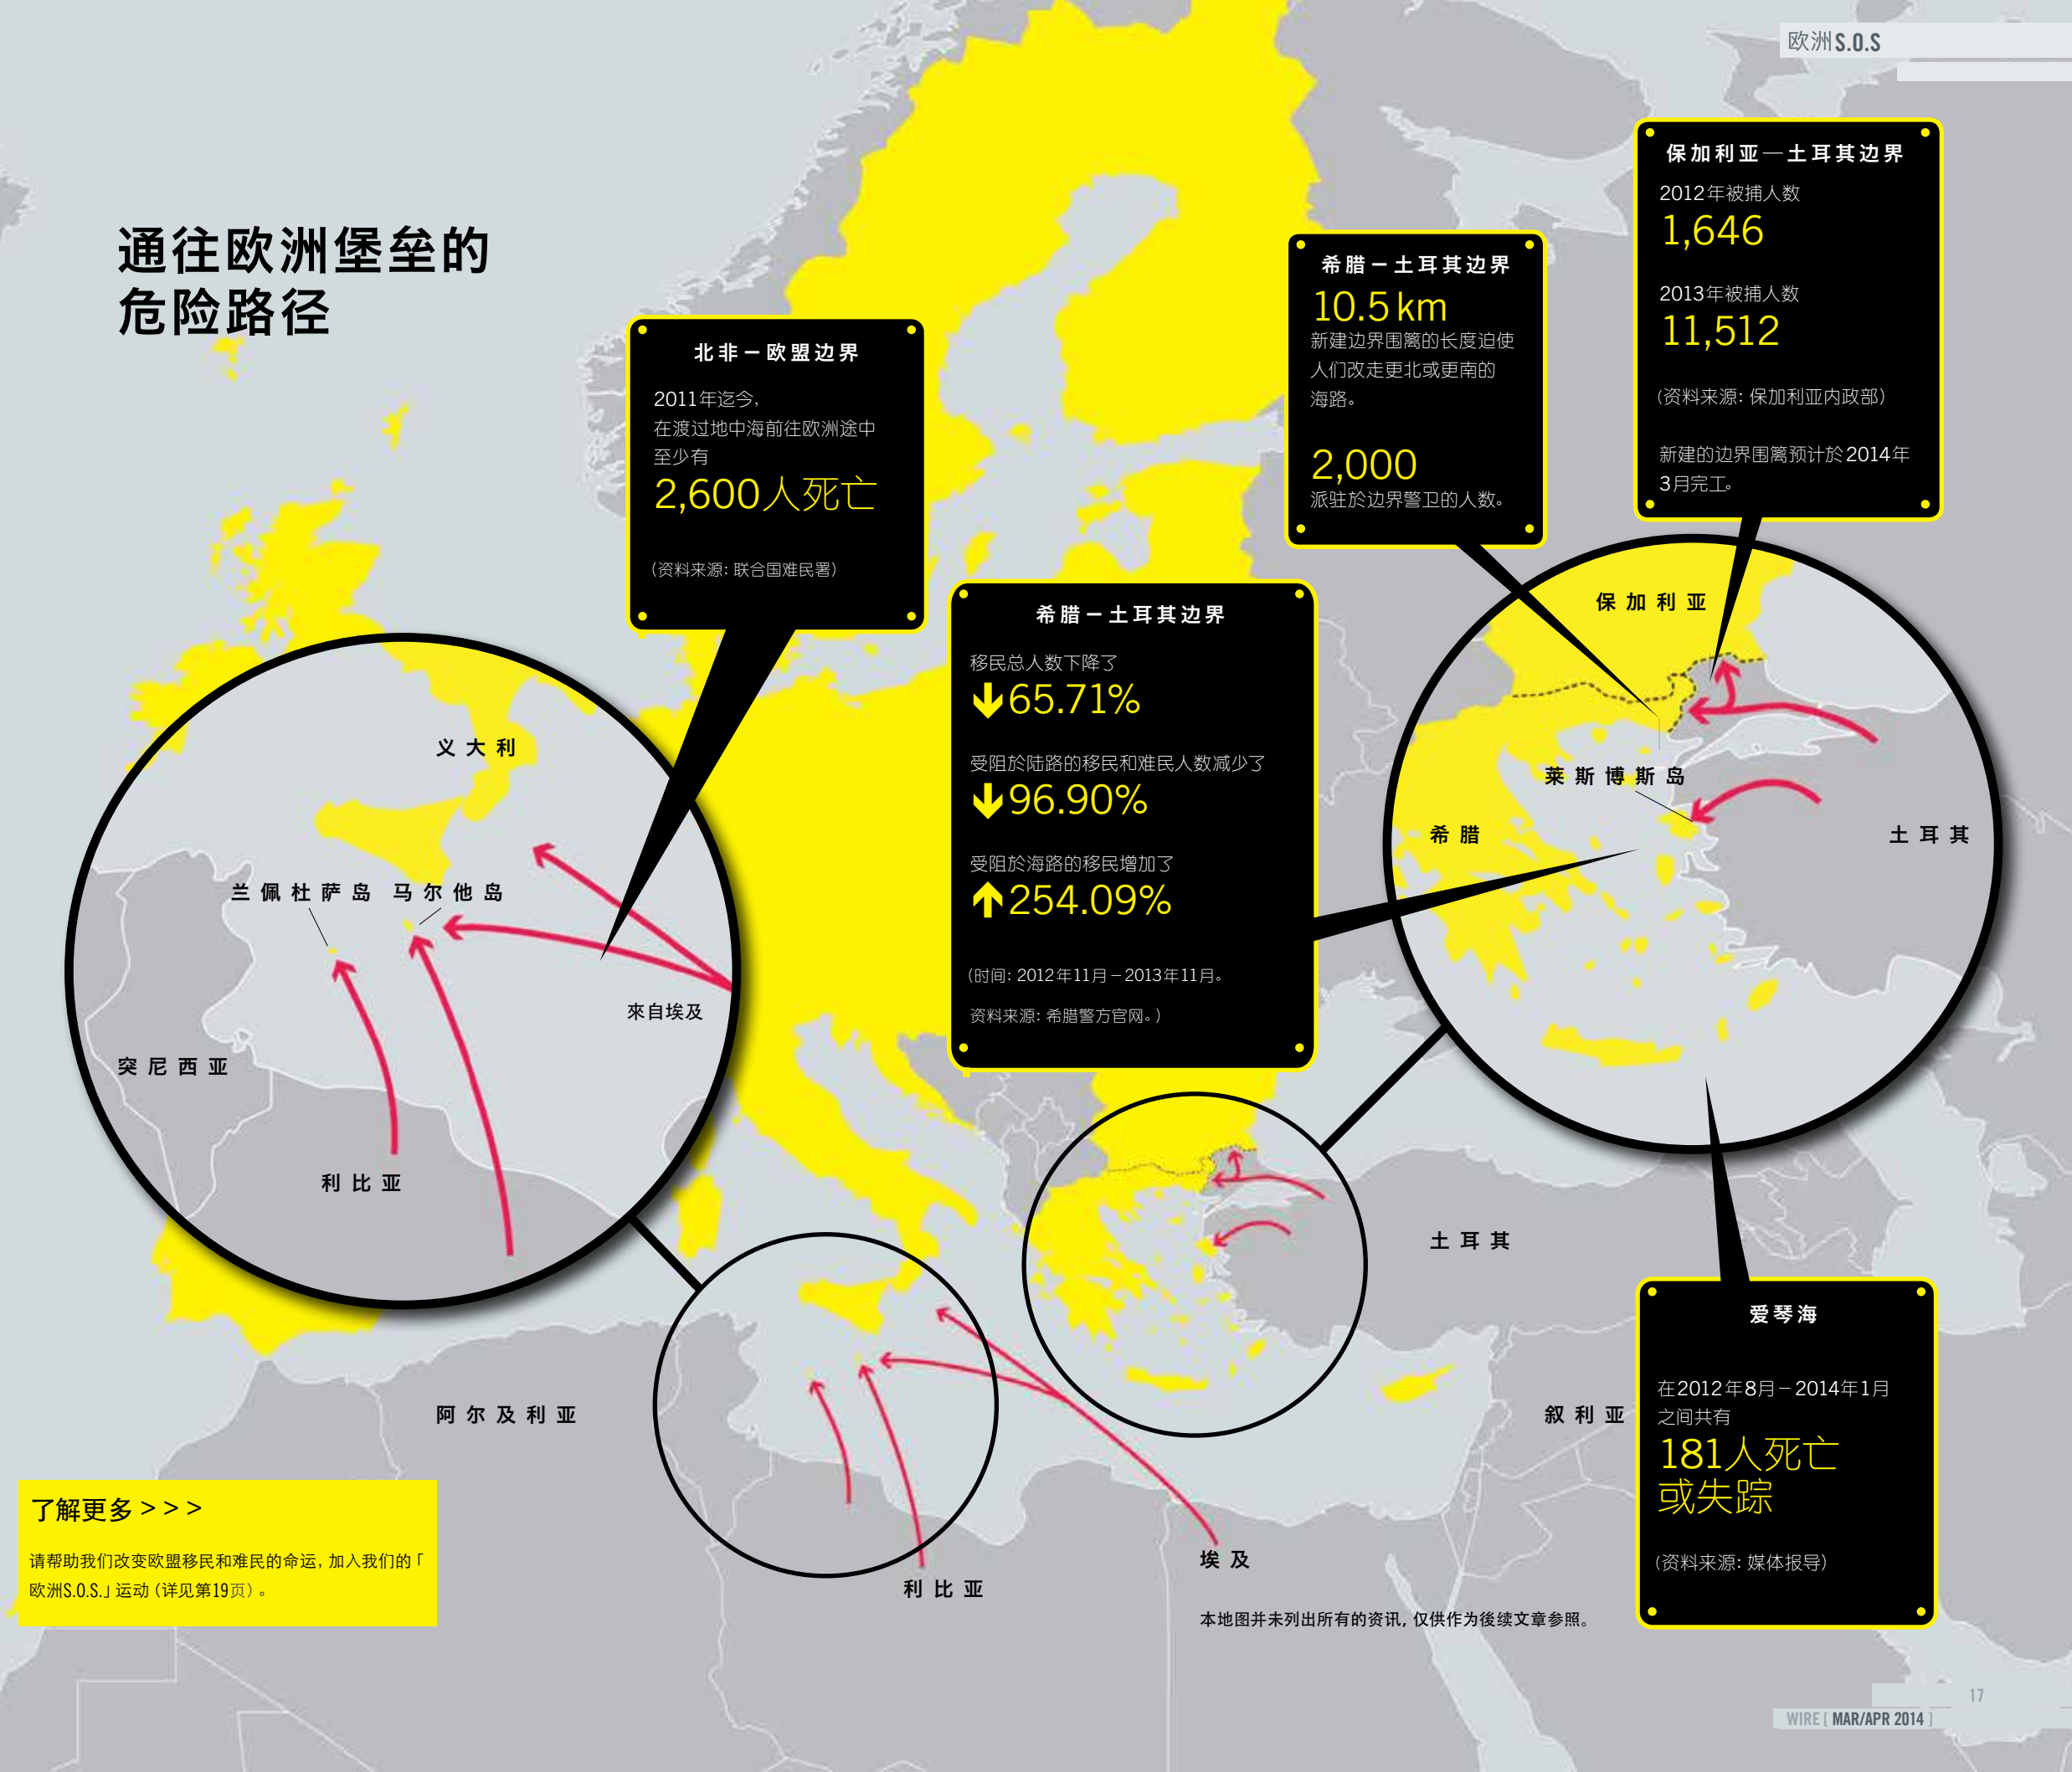 欧洲S.O.S
通往欧洲堡垒的
危险路径
北非－欧盟边界
2011年迄今，
在渡过地中海前往欧洲途中
至少有
2,600人死亡
（资料来源：联合国难民署）
希腊－土耳其边界
10.5 km
新建边界围篱的长度迫使
人们改走更北或更南的
海路。
2,000
派驻於边界警卫的人数。
保加利亚—土耳其边界
2012年被捕人数
1,646
2013年被捕人数
11,512
（资料来源：保加利亚内政部）
新建的边界围篱预计於2014年
3月完工。
希腊－土耳其边界
移民总人数下降了
↓65.71%
受阻於陆路的移民和难民人数减少了
↓96.90%
受阻於海路的移民增加了
↑254.09%
（时间：2012年11月－2013年11月。
资料来源：希腊警方官网。）
保加利亚
莱斯博斯岛
希腊
土耳其
义大利
兰佩杜萨岛 马尔他岛
來自埃及
突尼西亚
利比亚
土耳其
阿尔及利亚
叙利亚
埃及
利比亚
爱琴海
在2012年8月－2014年1月
之间共有
181人死亡
或失踪
（资料来源：媒体报导）
了解更多>>>
请帮助我们改变欧盟移民和难民的命运，加入我们的「
欧洲S.O.S.」运动（详见第19页）。
本地图并未列出所有的资讯，仅供作为後续文章参照。
17
WIRE [ MAR/APR 2014 ]